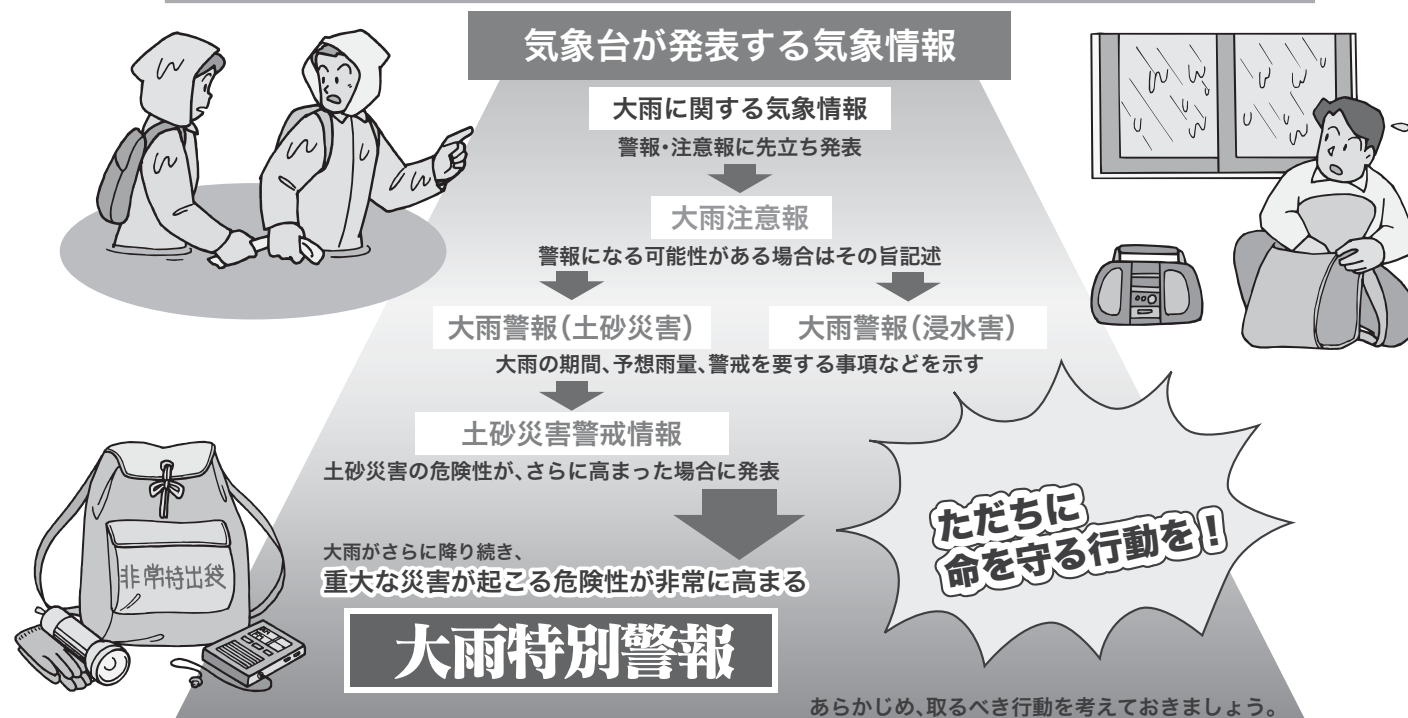 気象台が発表する気象情報
大雨に関する気象情報
警報・注意報に先立ち発表
大雨注意報
警報になる可能性がある場合はその旨記述
大雨警報(土砂災害)
大雨警報(浸水害)
大雨の期間、予想雨量、警戒を要する事項などを示す
土砂災害警戒情報
土砂災害の危険性が、さらに高まった場合に発表
大雨がさらに降り続き、
重大な災害が起こる危険性が非常に高まる
大雨特別警報
ただちに
命を守る行動を!
非常持出袋
あらかじめ、取るべき行動を考えておきましょう。